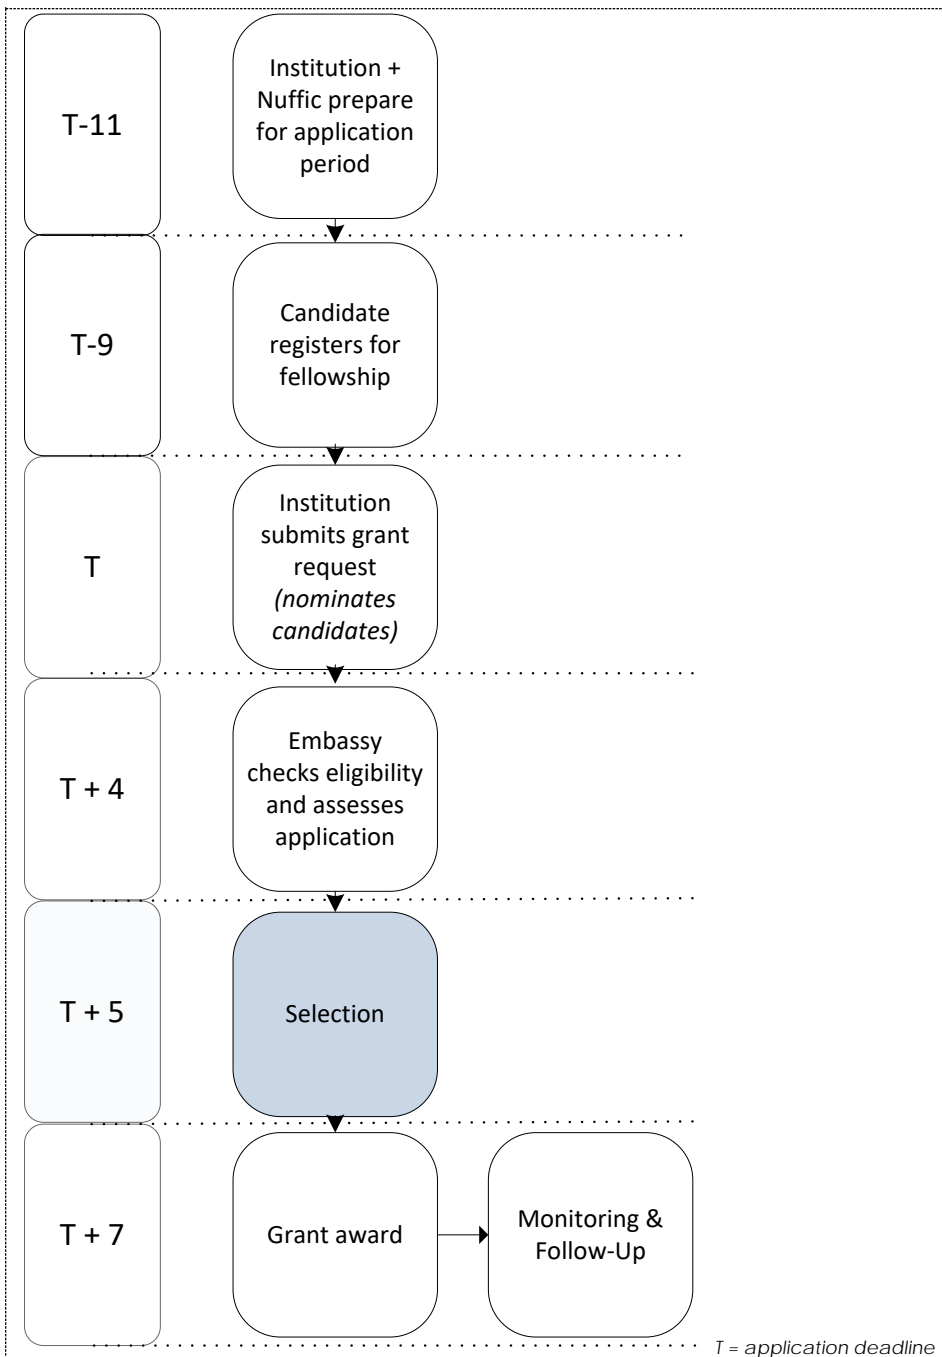 T-11
Institution +
Nuffic prepare
for application
period
T-9
Candidate
registers for
fellowship
T
Institution
submits grant
request
(nominates
candidates)
T + 4
Embassy
checks eligibility
and assesses
application
T + 5
Selection
T + 7
Grant award
Monitoring &
Follow-Up
T = application deadline